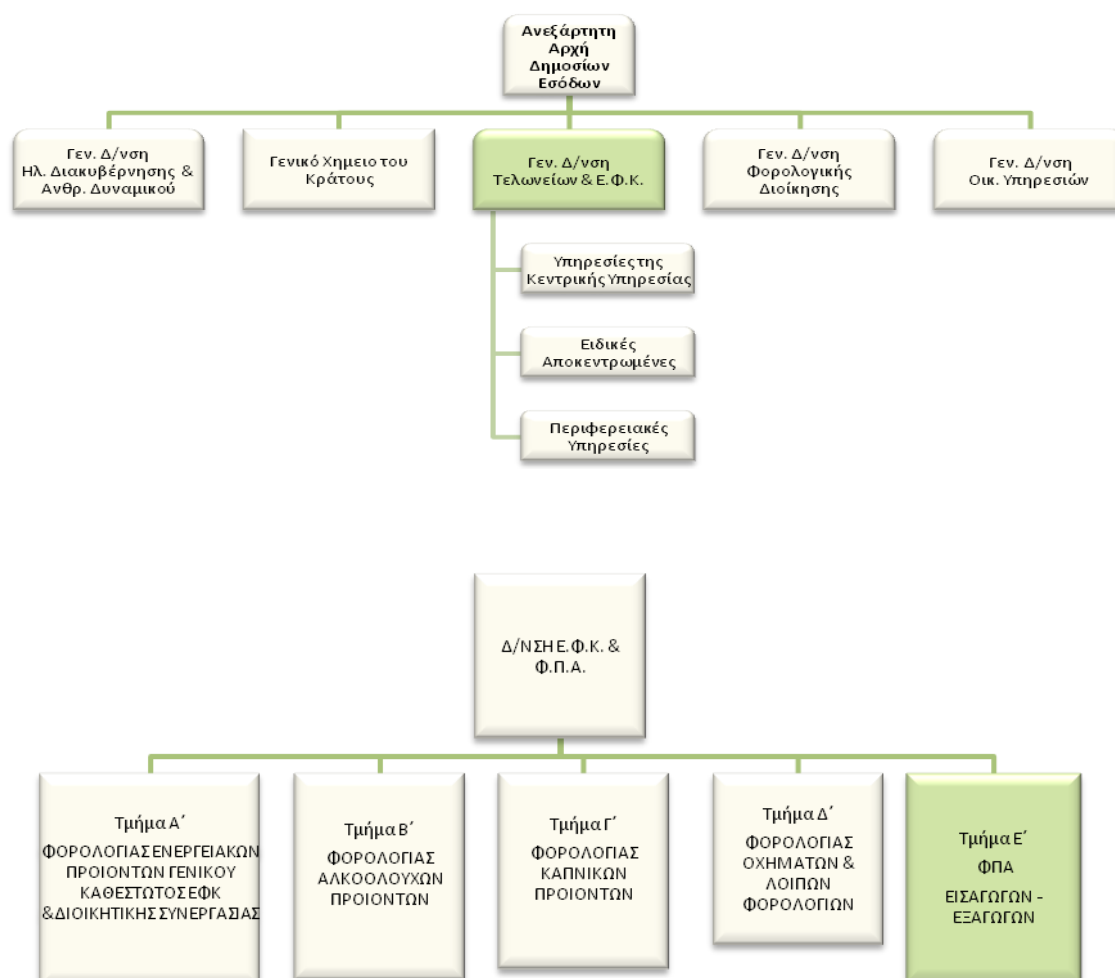 Ανεξάρτητη
Αρχή
Δημοσίων
Εσόδων
Γεν. Δ/νση
Ηλ. Διακυβέρνησης &
Ανθρ. Δυναμικού
Γενικό Χημειο του
Κράτους
Γεν. Δ/νση
Τελωνείων & Ε.Φ.Κ.
Γεν. Δ/νση
Φορολογικής
Διοίκησης
Γεν. Δ/νση
Οικ. Υπηρεσιών
Υπηρεσίες της
Κεντρικής Υπηρεσίας
Ειδικές
Αποκεντρωμένες
Περιφερειακές
Υπηρεσίες
Δ/ΝΣΗ Ε.Φ.Κ. &
Φ.Π.Α.
Τμήμα Α΄
ΦΟΡΟΛΟΓΙΑΣ ΕΝΕΡΓΕΙΑΚΩΝ
ΠΡΟΙΟΝΤΩΝ ΓΕΝΙΚΟΥ
ΚΑΘΕΣΤΩΤΟΣ ΕΦΚ
& ΔΙΟΙΚΗΤΙΚΗΣ ΣΥΝΕΡΓΑΣΙΑΣ
Τμήμα Β΄
ΦΟΡΟΛΟΓΙΑΣ
ΑΛΚΟΟΛΟΥΧΩΝ
ΠΡΟΙΟΝΤΩΝ
Τμήμα Γ΄
ΦΟΡΟΛΟΓΙΑΣ
ΚΑΠΝΙΚΩΝ
ΠΡΟΙΟΝΤΩΝ
Τμήμα Δ΄
ΦΟΡΟΛΟΓΙΑΣ
ΟΧΗΜΑΤΩΝ &
ΛΟΙΠΩΝ
ΦΟΡΟΛΟΓΙΩΝ
Τμήμα Ε΄
ΦΠΑ
ΕΙΣΑΓΩΓΩΝ –
ΕΞΑΓΩΓΩΝ